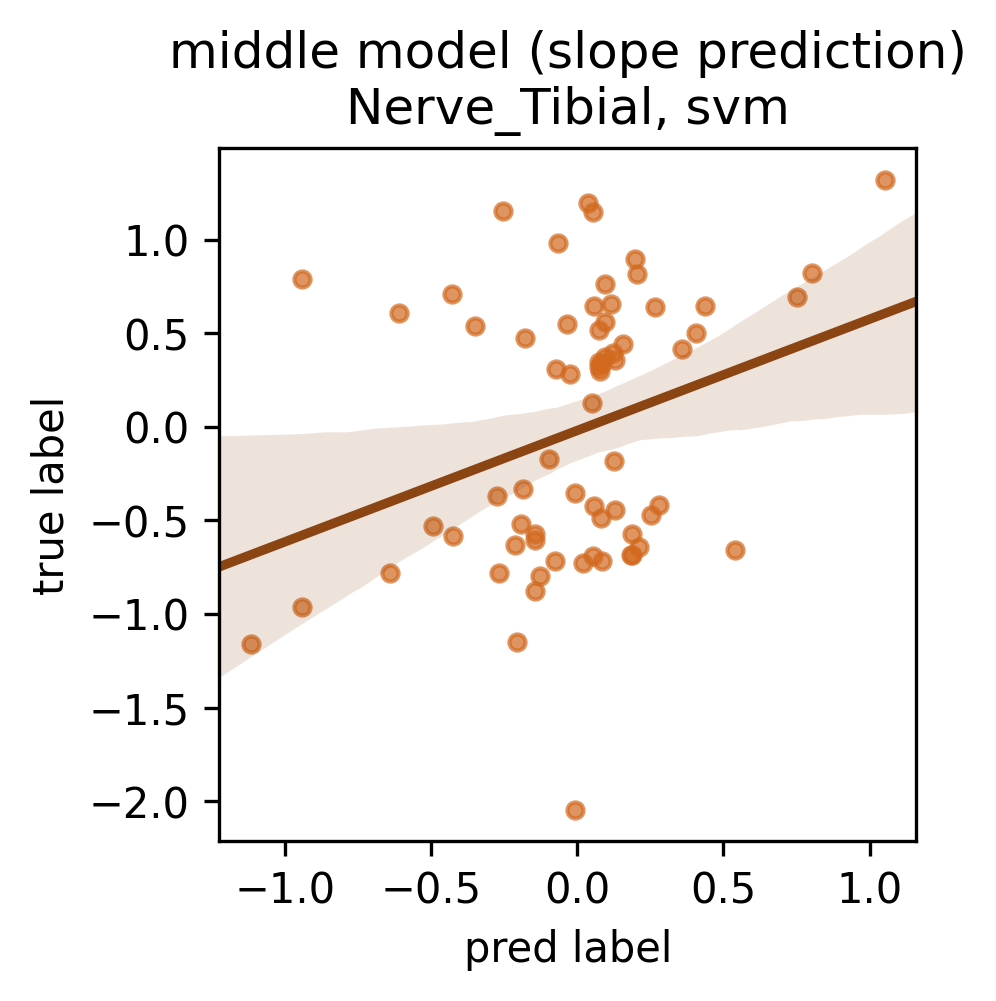 middle model (slope prediction)
Nerve_Tibial, svm
1.0
0.5
0.0
−0.5
−1.0
−1.5
−2.0
true label
−1.0 −0.5 0.0 0.5 1.0
pred label